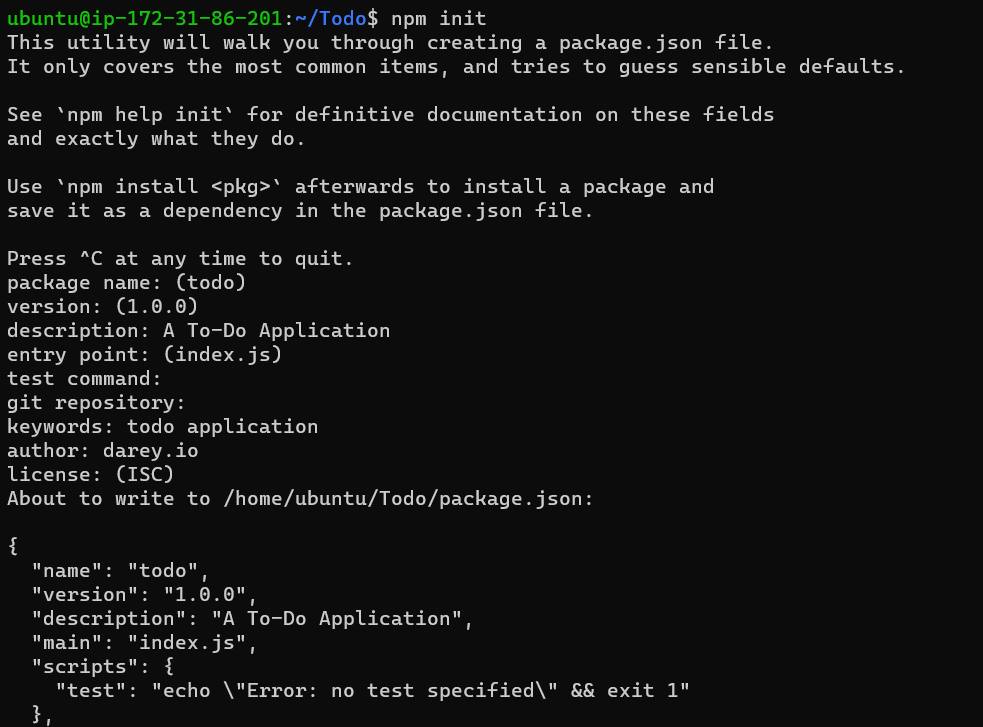 ubuntu@ip-172-31-86-201:~/Todo$ npm init
This utility will walk you through creating a package.json file.
It only covers the most common items, and tries to guess sensible defaults.
See `npm help init` for definitive documentation on these fields
and exactly what they do.
Use `npm install <pkg>` afterwards to install a package and
save it as a dependency in the package.json file.
Press ^C at any time to quit.
package name: (todo)
version: (1.0.0)
description: A To-Do Application
entry point: (index.js)
test command:
git repository:
keywords: todo application
author: darey.io
license: (ISC)
About to write to /home/ubuntu/Todo/package.json:
{
  "name": "todo",
  "version": "1.0.0",
  "description": "A To-Do Application",
  "main": "index.js",
  "scripts": {
    "test": "echo \"Error: no test specified\" && exit 1"
  },